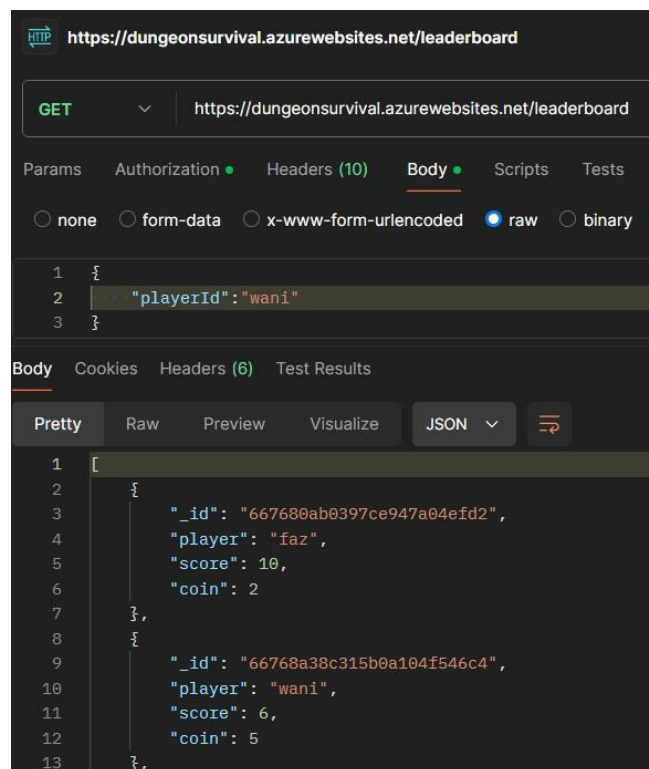 HTTP https://dungeonsurvival.azurewebsites.net/leaderboard
GET https://dungeonsurvival.azurewebsites.net/leaderboard
Params Authorization Headers (10) Body Scripts Tests
none form-data x-www-form-urlencoded raw binary
1 {
2 "playerId":"wani"
3 }
Body Cookies Headers (6) Test Results
Pretty Raw Preview Visualize JSON
1 [
2 {
3 "_id": "667680ab0397ce947a04efd2",
4 "player": "faz",
5 "score": 10,
6 "coin": 2
7 },
8 {
9 "_id": "66768a38c315b0a104f546c4",
10 "player": "wani",
11 "score": 6,
12 "coin": 5
13 },